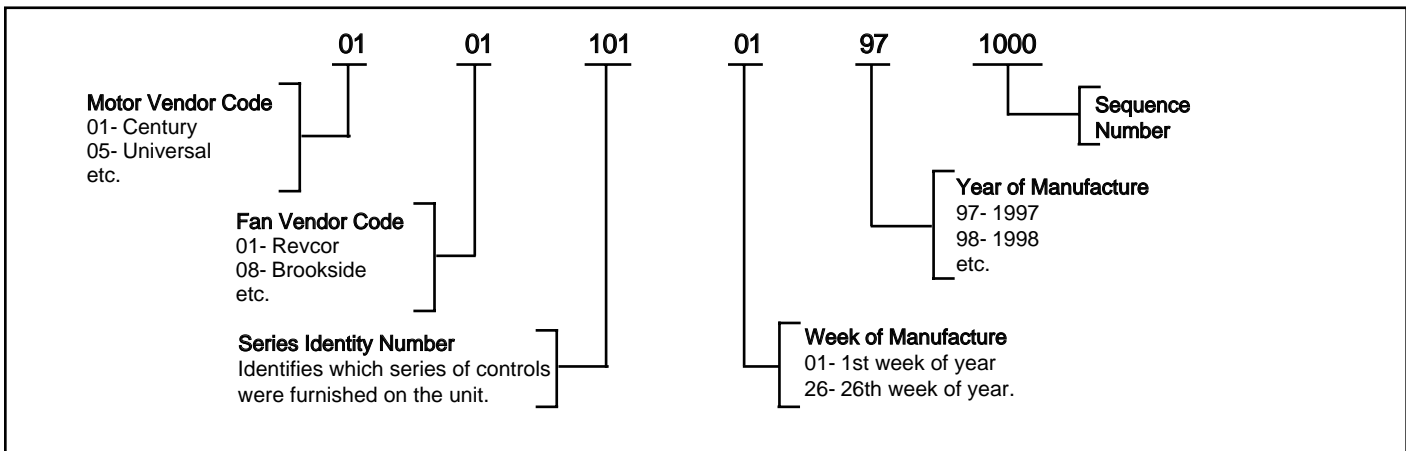 01 01 101 01 97 1000
Motor Vendor Code
01- Century
05- Universal
etc.
Sequence
Number
Fan Vendor Code
01- Revcor
08- Brookside
etc.
Year of Manufacture
97- 1997
98- 1998
etc.
Series Identity Number
Identifies which series of controls
were furnished on the unit.
Week of Manufacture
01- 1st week of year
26- 26th week of year.